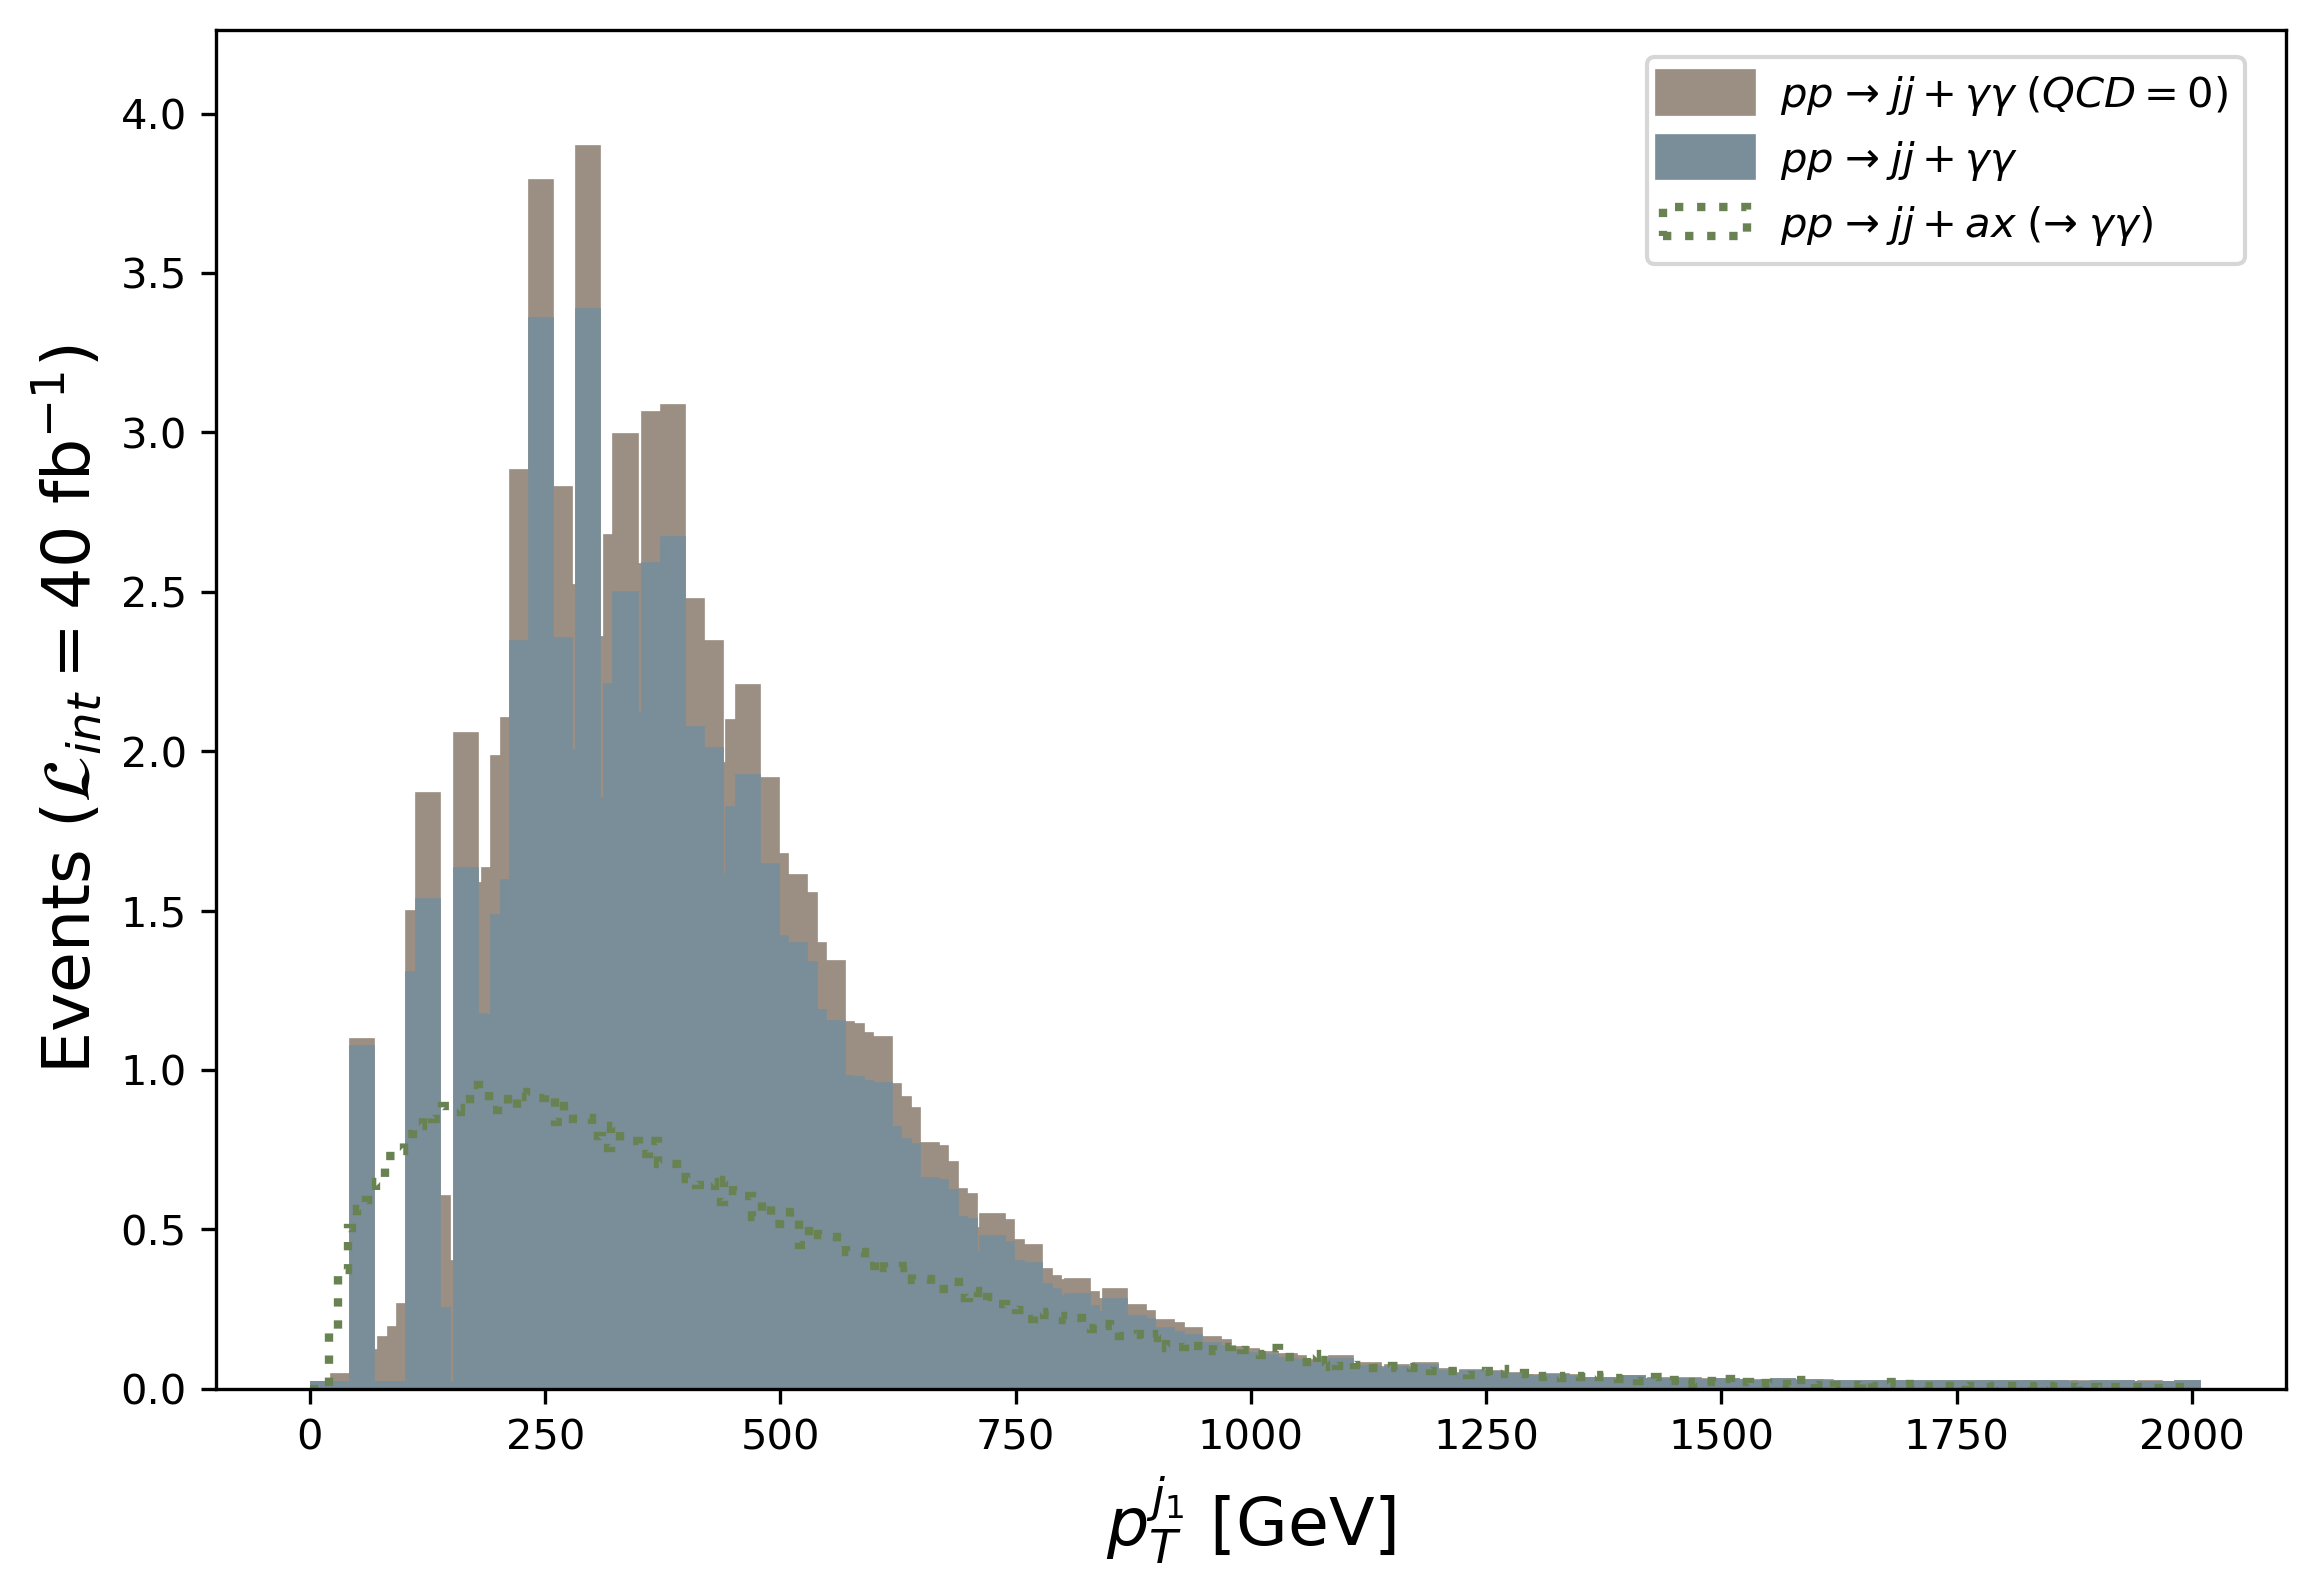 pp → jj + γγ (QCD = 0)
pp → jj + γγ
pp → jj + ax (→ γγ)
Events (ℒ_int = 40 fb⁻¹)
4.0
3.5
3.0
2.5
2.0
1.5
1.0
0.5
0.0
0 250 500 750 1000 1250 1500 1750 2000
p_T^{j_1} [GeV]